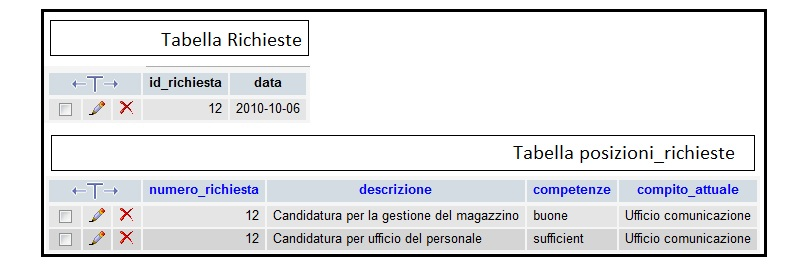 Tabella Richieste
←T→ id_richiesta data
12 2010-10-06
Tabella posizioni_richieste
←T→ numero_richiesta descrizione competenze compito_attuale
12 Candidatura per la gestione del magazzino buone Ufficio comunicazione
12 Candidatura per ufficio del personale sufficient Ufficio comunicazione